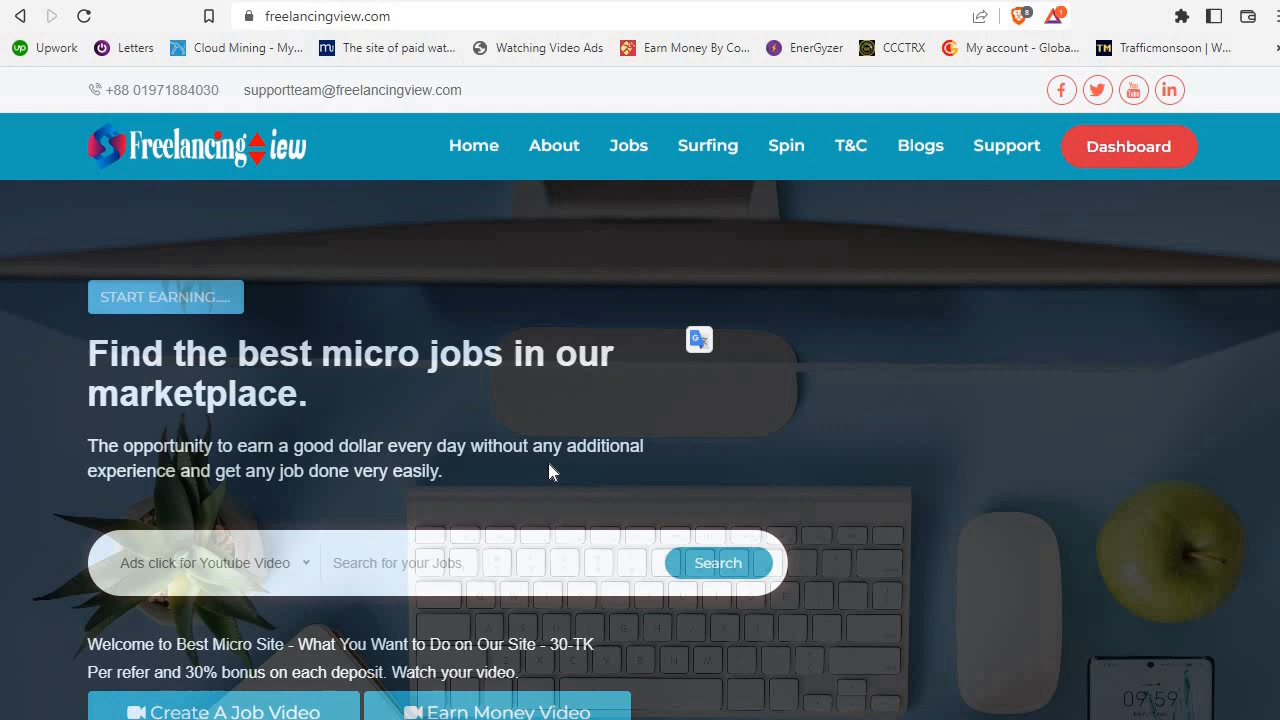 freelancingview.com
8
1
Upwork
Letters
Cloud Mining - My...
The site of paid wat...
Watching Video Ads
Earn Money By Co...
EnerGyzer
CCCTRX
My account - Globa...
Trafficmonsoon | W...
+88 01971884030
supportteam@freelancingview.com
Freelancing View
Home
About
Jobs
Surfing
Spin
T&C
Blogs
Support
Dashboard
START EARNING.....
Find the best micro jobs in our
marketplace.
The opportunity to earn a good dollar every day without any additional
experience and get any job done very easily.
Ads click for Youtube Video
Search for your Jobs
Search
Welcome to Best Micro Site - What You Want to Do on Our Site - 30-TK
Per refer and 30% bonus on each deposit. Watch your video.
Create A Job Video
Earn Money Video
09:59